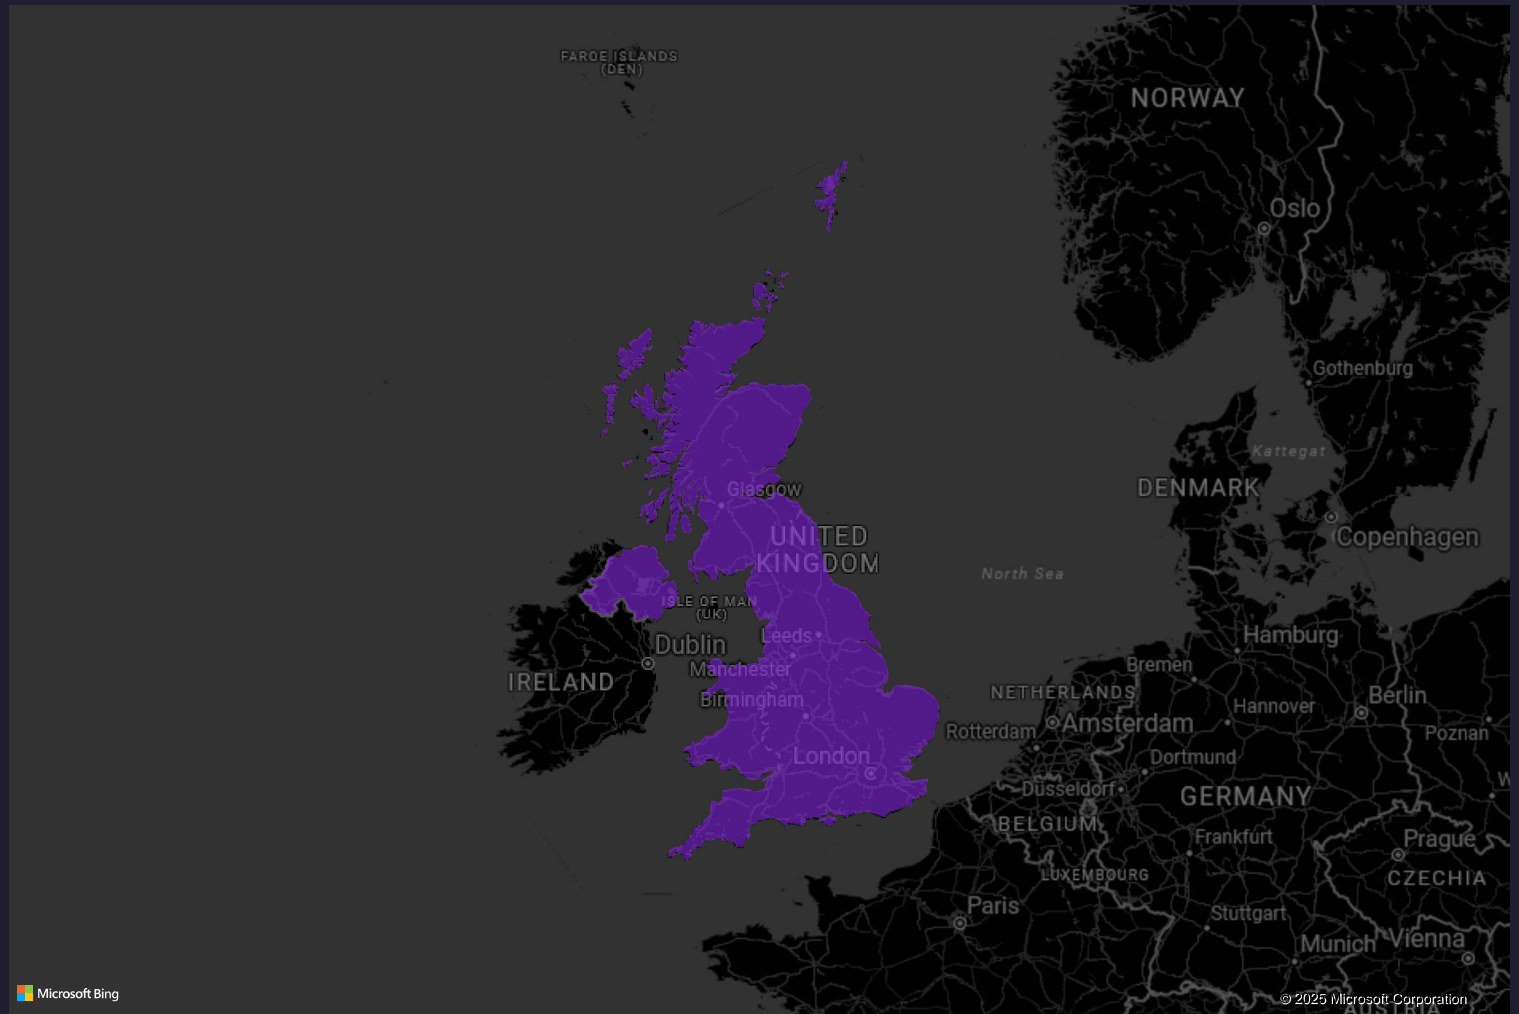 FAROE ISLANDS
(DEN)
NORWAY
Oslo
Gothenburg
Kattegat
Glasgow
DENMARK
UNITED
KINGDOM
Copenhagen
North Sea
ISLE OF MAN
(UK)
Leeds
Hamburg
Dublin
Manchester
Bremen
IRELAND
NETHERLANDS
Berlin
Birmingham
Hannover
Rotterdam
Amsterdam
Poznan
London
Dortmund
Düsseldorf
GERMANY
W
BELGIUM
Frankfurt
Prague
LUXEMBOURG
CZECHIA
Paris
Stuttgart
Munich
Vienna
Microsoft Bing
© 2025 Microsoft Corporation
AUSTRIA